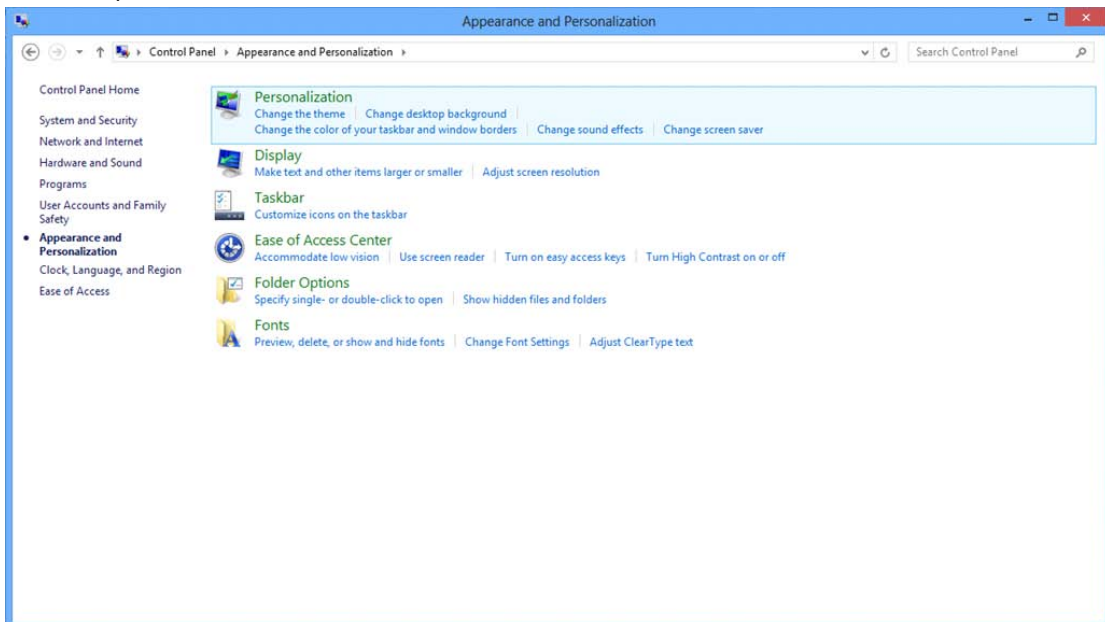 Appearance and Personalization
Control Panel Appearance and Personalization
Search Control Panel
Control Panel Home
System and Security
Network and Internet
Hardware and Sound
Programs
User Accounts and Family
Safety
Appearance and
Personalization
Clock, Language, and Region
Ease of Access
Personalization
Change the theme Change desktop background
Change the color of your taskbar and window borders Change sound effects Change screen saver
Display
Make text and other items larger or smaller Adjust screen resolution
Taskbar
Customize icons on the taskbar
Ease of Access Center
Accommodate low vision Use screen reader Turn on easy access keys Turn High Contrast on or off
Folder Options
Specify single- or double-click to open Show hidden files and folders
Fonts
Preview, delete, or show and hide fonts Change Font Settings Adjust ClearType text